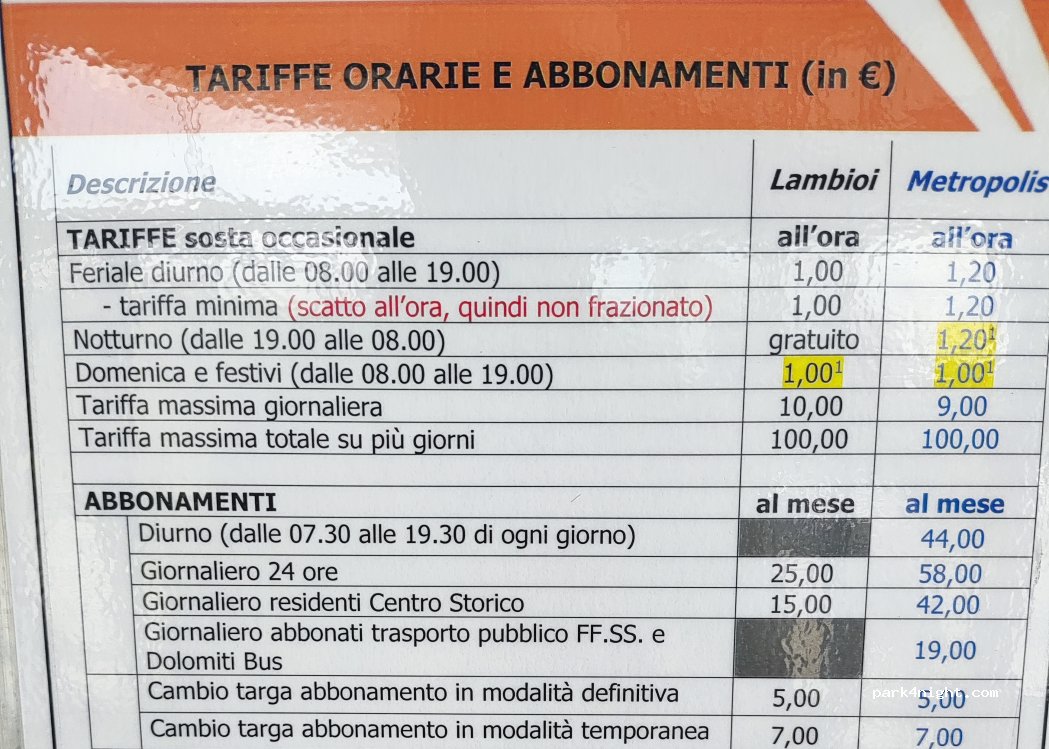 TARIFFE ORARIE E ABBONAMENTI (in €)
Descrizione Lambioi Metropolis
TARIFFE sosta occasionale all'ora all'ora
Feriale diurno (dalle 08.00 alle 19.00) 1,00 1,20
- tariffa minima (scatto all'ora, quindi non frazionato) 1,00 1,20
Notturno (dalle 19.00 alle 08.00) gratuito 1,20¹
Domenica e festivi (dalle 08.00 alle 19.00) 1,00¹ 1,00¹
Tariffa massima giornaliera 10,00 9,00
Tariffa massima totale su più giorni 100,00 100,00
ABBONAMENTI al mese al mese
Diurno (dalle 07.30 alle 19.30 di ogni giorno) 44,00
Giornaliero 24 ore 25,00 58,00
Giornaliero residenti Centro Storico 15,00 42,00
Giornaliero abbonati trasporto pubblico FF.SS. e
Dolomiti Bus 19,00
Cambio targa abbonamento in modalità definitiva 5,00 5,00
park4night.com
Cambio targa abbonamento in modalità temporanea 7,00 7,00